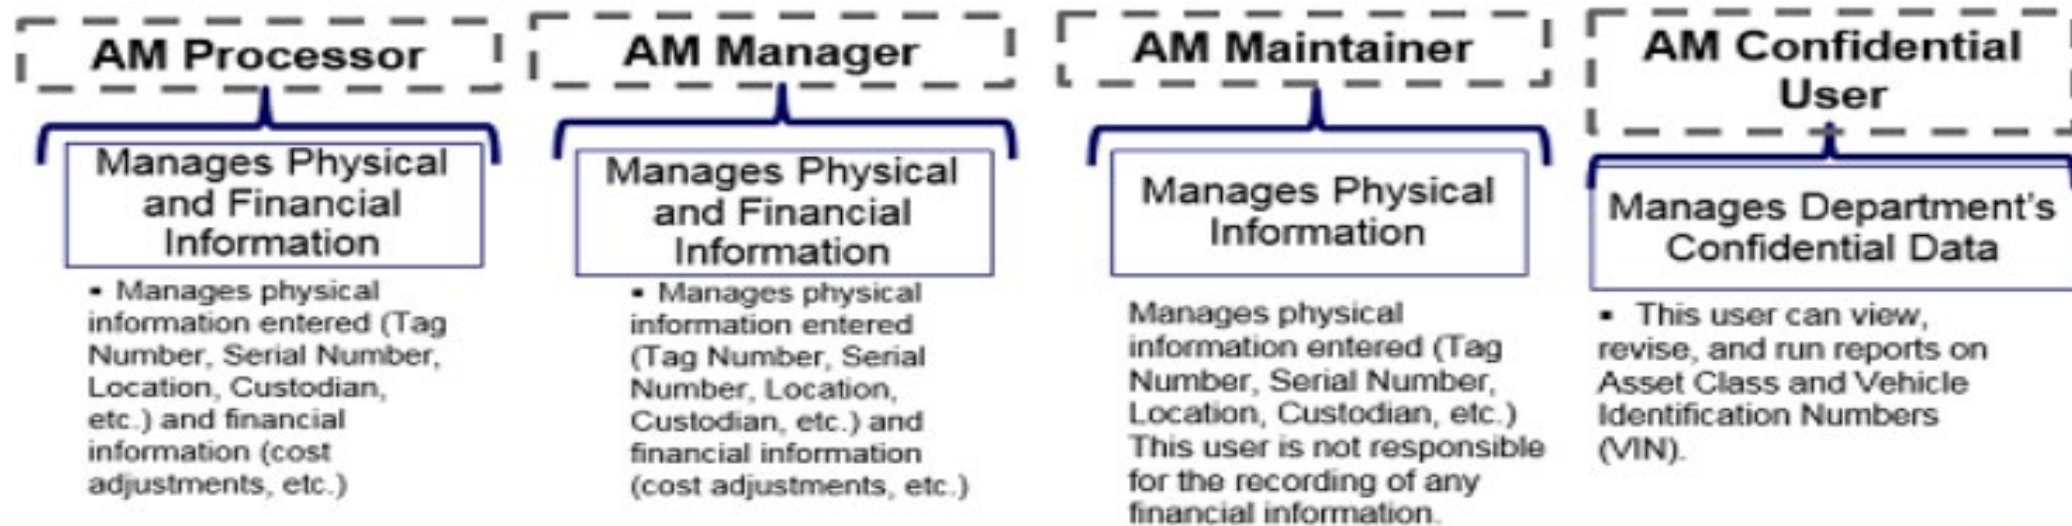 AM Processor
Manages Physical
and Financial
Information
▪ Manages physical
information entered (Tag
Number, Serial Number,
Location, Custodian,
etc.) and financial
information (cost
adjustments, etc.)
AM Manager
Manages Physical
and Financial
Information
▪ Manages physical
information entered
(Tag Number, Serial
Number, Location,
Custodian, etc.) and
financial information
(cost adjustments, etc.)
AM Maintainer
Manages Physical
Information
Manages physical
information entered (Tag
Number, Serial Number,
Location, Custodian, etc.)
This user is not responsible
for the recording of any
financial information.
AM Confidential
User
Manages Department's
Confidential Data
▪ This user can view,
revise, and run reports on
Asset Class and Vehicle
Identification Numbers
(VIN).